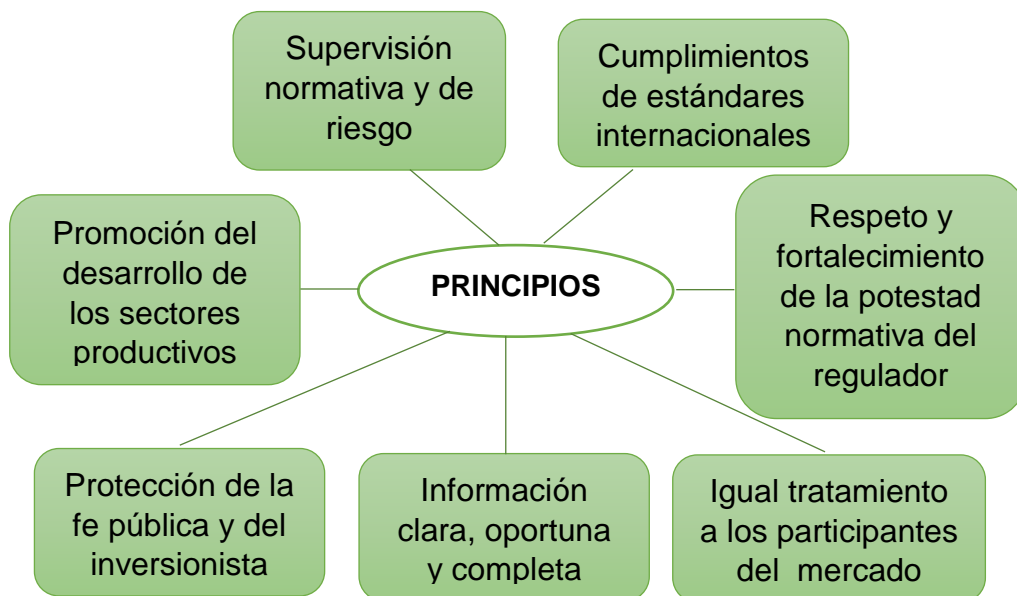 Supervisión
normativa y de
riesgo
Cumplimientos
de estándares
internacionales
Promoción del
desarrollo de
los sectores
productivos
PRINCIPIOS
Respeto y
fortalecimiento
de la potestad
normativa del
regulador
Protección de la
fe pública y del
inversionista
Información
clara, oportuna
y completa
Igual tratamiento
a los participantes
del mercado